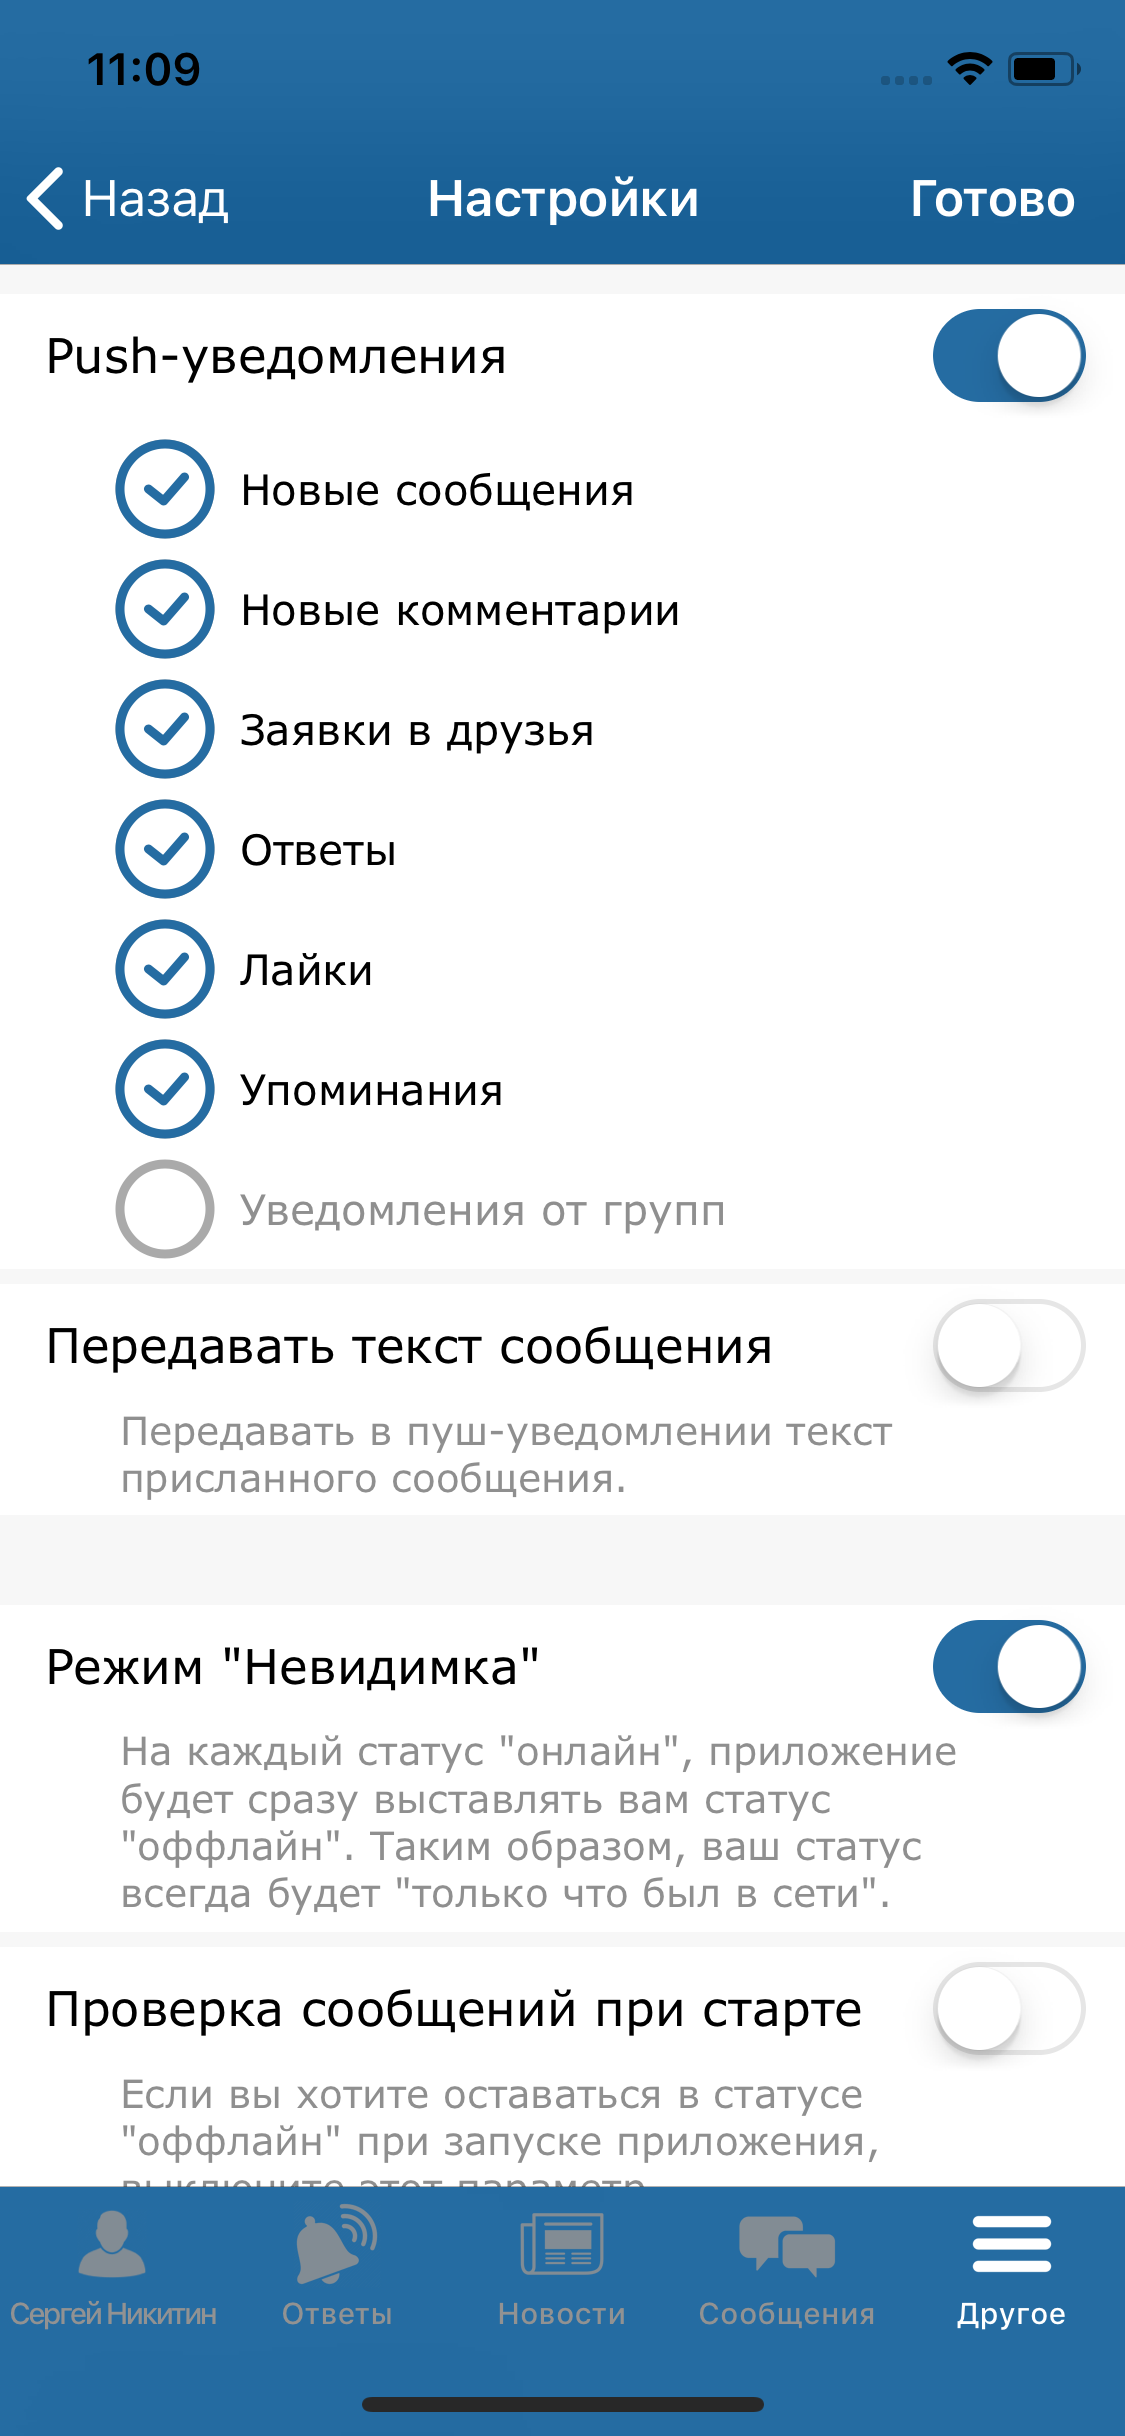 11:09
Назад
Настройки
Готово
Push-уведомления
Новые сообщения
Новые комментарии
Заявки в друзья
Ответы
Лайки
Упоминания
Уведомления от групп
Передавать текст сообщения
Передавать в пуш-уведомлении текст
присланного сообщения.
Режим "Невидимка"
На каждый статус "онлайн", приложение
будет сразу выставлять вам статус
"оффлайн". Таким образом, ваш статус
всегда будет "только что был в сети".
Проверка сообщений при старте
Если вы хотите оставаться в статусе
"оффлайн" при запуске приложения,
выключите этот параметр
Сергей Никитин
Ответы
Новости
Сообщения
Другое